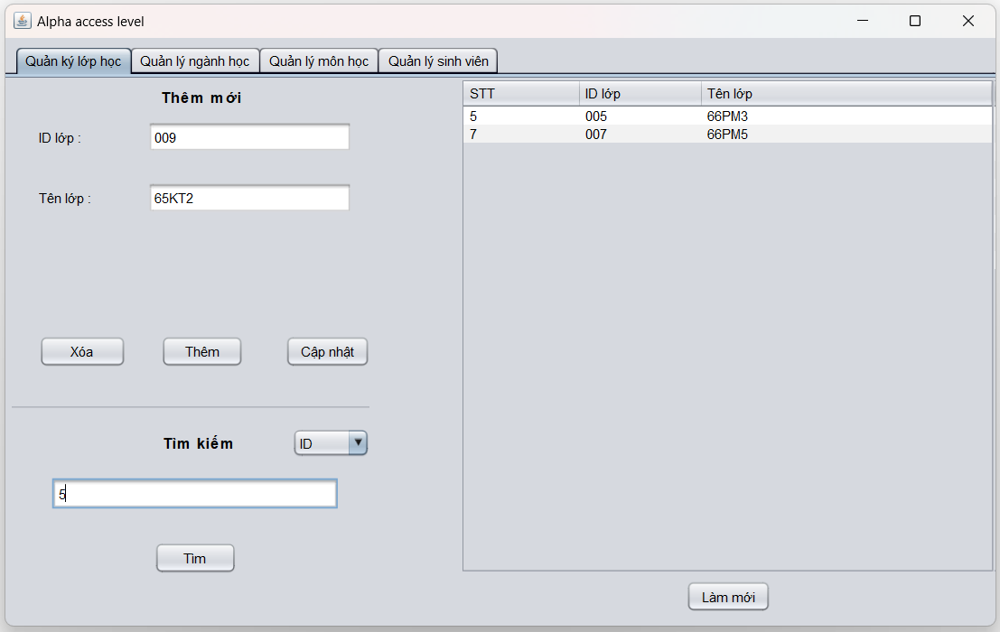 Alpha access level
Quản ký lớp học Quản lý ngành học Quản lý môn học Quản lý sinh viên
Thêm mới
ID lớp : 009
Tên lớp : 65KT2
Xóa Thêm Cập nhật
Tìm kiếm ID
5
Tìm
STT ID lớp Tên lớp
5 005 66PM3
7 007 66PM5
Làm mới